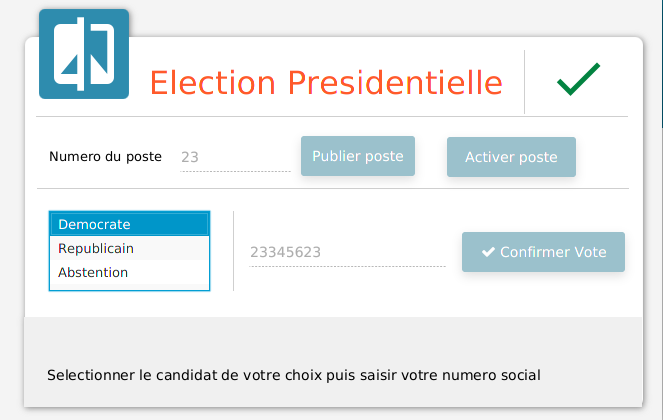 Election Presidentielle
Numero du poste 23 Publier poste Activer poste
Democrate
Republicain
Abstention
23345623 Confirmer Vote
Selectionner le candidat de votre choix puis saisir votre numero social